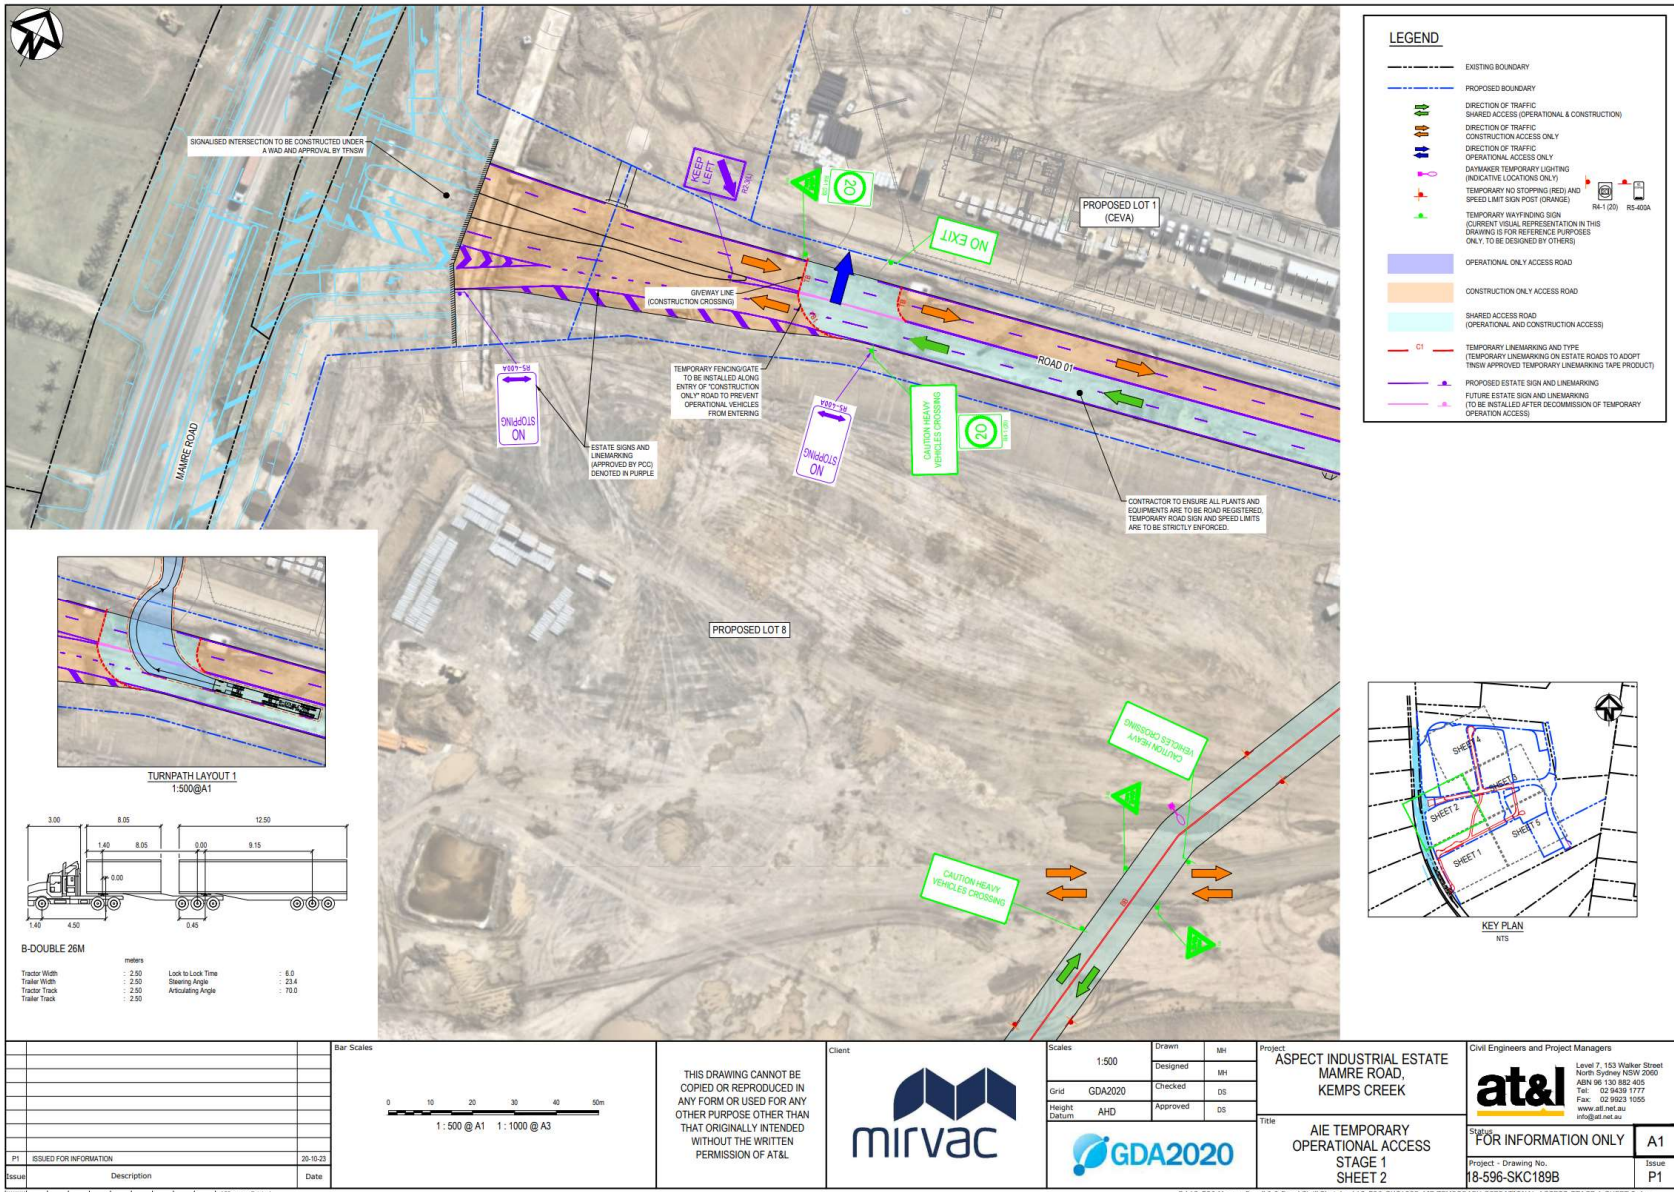 N
SIGNALISED INTERSECTION TO BE CONSTRUCTED UNDER
A WAD AND APPROVAL BY TFNSW
KEEP
LEFT
R2-3(L)
20
PROPOSED LOT 1
(CEVA)
NO EXIT
GIVEWAY LINE
(CONSTRUCTION CROSSING)
ROAD 01
TEMPORARY FENCING/GATE
TO BE INSTALLED ALONG
ENTRY OF "CONSTRUCTION
ONLY" ROAD TO PREVENT
OPERATIONAL VEHICLES
FROM ENTERING
R5-400A
NO
STOPPING
R5-400A
NO
STOPPING
CAUTION HEAVY
VEHICLES CROSSING
20
ESTATE SIGNS AND
LINEMARKING
(APPROVED BY PCC)
DENOTED IN PURPLE
MAMRE ROAD
CONTRACTOR TO ENSURE ALL PLANTS AND
EQUIPMENTS ARE TO BE ROAD REGISTERED,
TEMPORARY ROAD SIGN AND SPEED LIMITS
ARE TO BE STRICTLY ENFORCED.
PROPOSED LOT 8
CAUTION HEAVY
VEHICLES CROSSING
CAUTION HEAVY
VEHICLES CROSSING
TURNPATH LAYOUT 1
1:500@A1
3.00
8.05
12.50
1.40
8.05
0.00
9.15
0.00
1.40
4.50
0.45
B-DOUBLE 26M
meters
Tractor Width : 2.50 Lock to Lock Time : 6.0
Trailer Width : 2.50 Steering Angle : 23.4
Tractor Track : 2.50 Articulating Angle : 70.0
Trailer Track : 2.50
LEGEND
EXISTING BOUNDARY
PROPOSED BOUNDARY
DIRECTION OF TRAFFIC
SHARED ACCESS (OPERATIONAL & CONSTRUCTION)
DIRECTION OF TRAFFIC
CONSTRUCTION ACCESS ONLY
DIRECTION OF TRAFFIC
OPERATIONAL ACCESS ONLY
DAYMAKER TEMPORARY LIGHTING
(INDICATIVE LOCATIONS ONLY)
TEMPORARY NO STOPPING (RED) AND
SPEED LIMIT SIGN POST (ORANGE)
R4-1 (20)
R5-400A
TEMPORARY WAYFINDING SIGN
(CURRENT VISUAL REPRESENTATION IN THIS
DRAWING IS FOR REFERENCE PURPOSES
ONLY, TO BE DESIGNED BY OTHERS)
OPERATIONAL ONLY ACCESS ROAD
CONSTRUCTION ONLY ACCESS ROAD
SHARED ACCESS ROAD
(OPERATIONAL AND CONSTRUCTION ACCESS)
C1
TEMPORARY LINEMARKING AND TYPE
(TEMPORARY LINEMARKING ON ESTATE ROADS TO ADOPT
TfNSW APPROVED TEMPORARY LINEMARKING TAPE PRODUCT)
PROPOSED ESTATE SIGN AND LINEMARKING
FUTURE ESTATE SIGN AND LINEMARKING
(TO BE INSTALLED AFTER DECOMMISSION OF TEMPORARY
OPERATION ACCESS)
N
SHEET 4
SHEET 3
SHEET 2
SHEET 5
SHEET 1
KEY PLAN
NTS
P1 ISSUED FOR INFORMATION 20-10-23
Issue Description Date
Bar Scales
0 10 20 30 40 50m
1 : 500 @ A1 1 : 1000 @ A3
THIS DRAWING CANNOT BE
COPIED OR REPRODUCED IN
ANY FORM OR USED FOR ANY
OTHER PURPOSE OTHER THAN
THAT ORIGINALLY INTENDED
WITHOUT THE WRITTEN
PERMISSION OF AT&L
Client
mirvac
Scales
1:500
Grid GDA2020
Height
Datum AHD
Drawn MH
Designed MH
Checked DS
Approved DS
GDA2020
Project
ASPECT INDUSTRIAL ESTATE
MAMRE ROAD,
KEMPS CREEK
Title
AIE TEMPORARY
OPERATIONAL ACCESS
STAGE 1
SHEET 2
Civil Engineers and Project Managers
at&l
Level 7, 153 Walker Street
North Sydney NSW 2060
ABN 96 130 882 405
Tel: 02 9439 1777
Fax: 02 9923 1055
www.atl.net.au
info@atl.net.au
Status
FOR INFORMATION ONLY
A1
Project - Drawing No.
18-596-SKC189B
Issue
P1